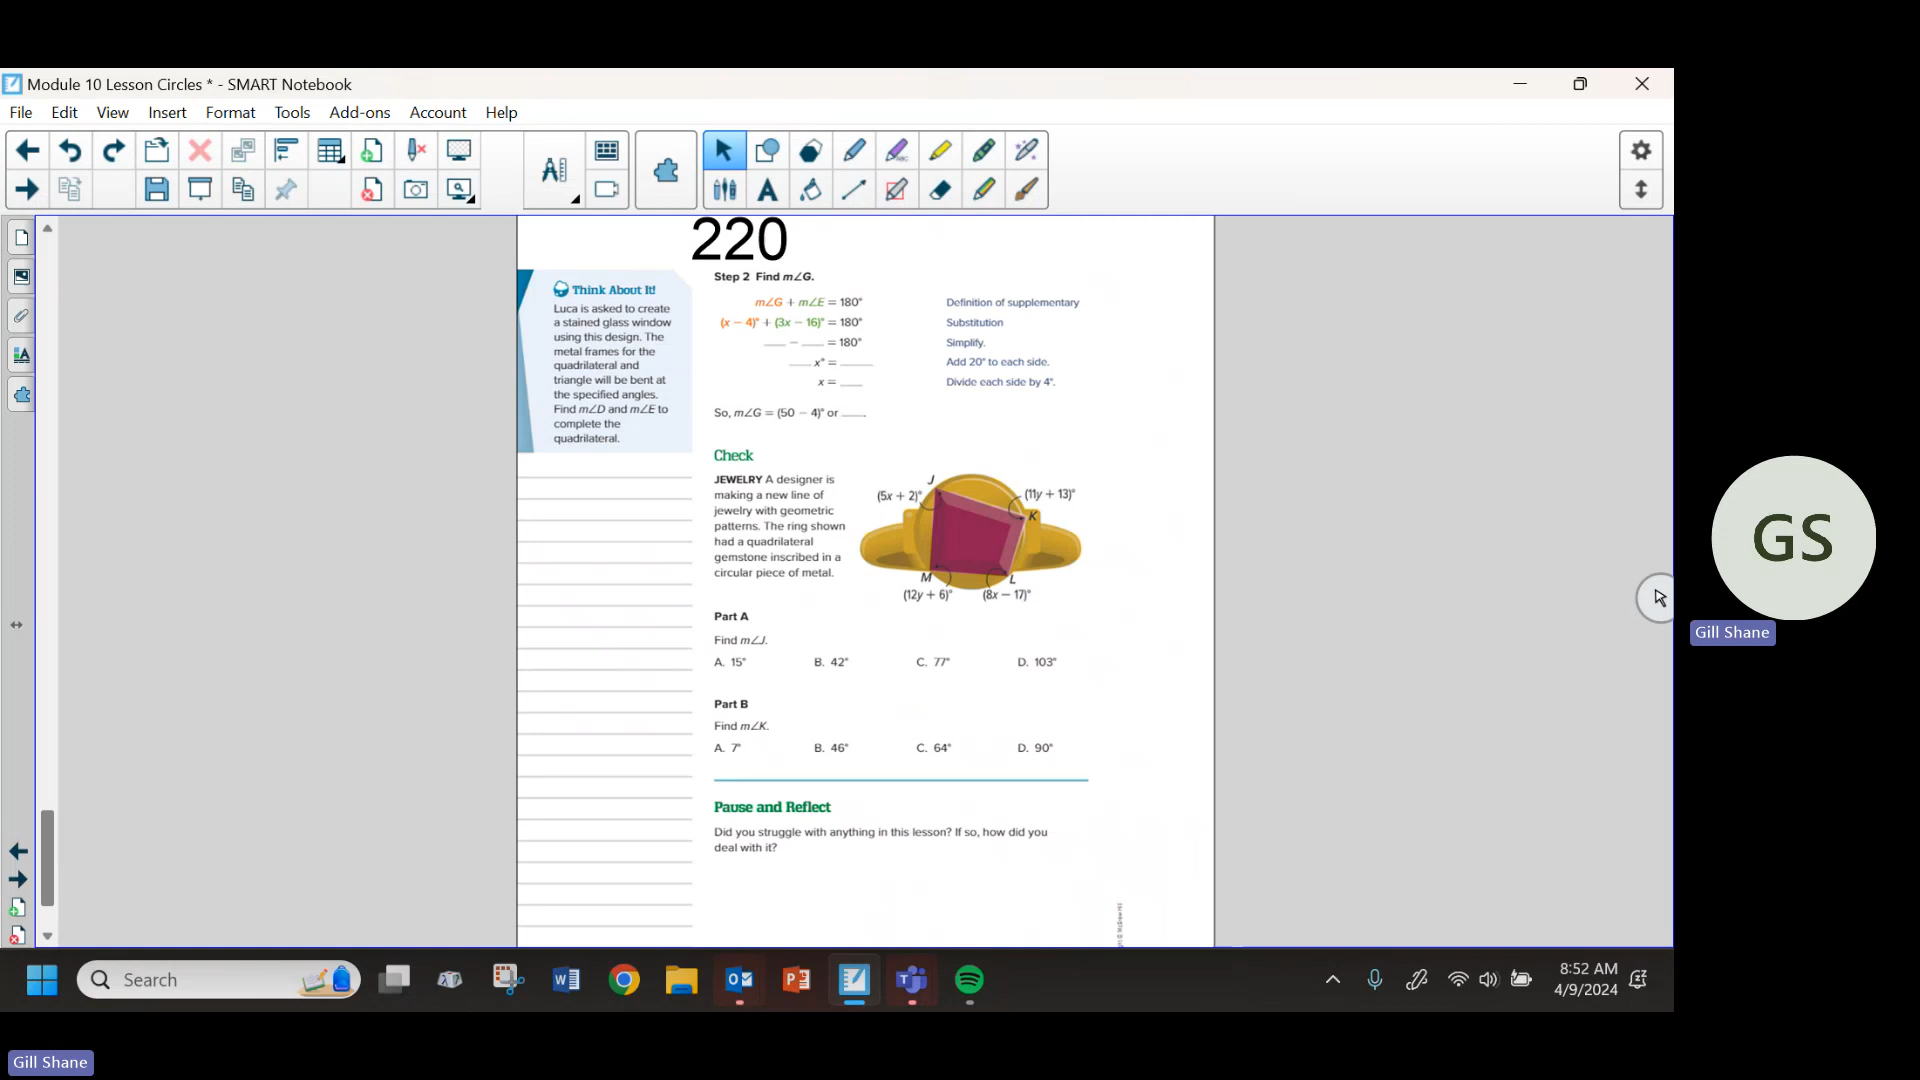 Module 10 Lesson Circles * - SMART Notebook
File Edit View Insert Format Tools Add-ons Account Help
220
Think About It!
Luca is asked to create
a stained glass window
using this design. The
metal frames for the
quadrilateral and
triangle will be bent at
the specified angles.
Find m∠D and m∠E to
complete the
quadrilateral.
Step 2 Find m∠G.
m∠G + m∠E = 180° Definition of supplementary
(x − 4)° + (3x − 16)° = 180° Substitution
___ − ___ = 180° Simplify.
___ x° = ____ Add 20° to each side.
x = ___ Divide each side by 4°.
So, m∠G = (50 − 4)° or ____.
Check
JEWELRY A designer is
making a new line of
jewelry with geometric
patterns. The ring shown
had a quadrilateral
gemstone inscribed in a
circular piece of metal.
J
(5x + 2)° (11y + 13)°
K
M L
(12y + 6)° (8x − 17)°
Part A
Find m∠J.
A. 15° B. 42° C. 77° D. 103°
Part B
Find m∠K.
A. 7° B. 46° C. 64° D. 90°
Pause and Reflect
Did you struggle with anything in this lesson? If so, how did you
deal with it?
GS
Gill Shane
Search
8:52 AM
4/9/2024
Gill Shane